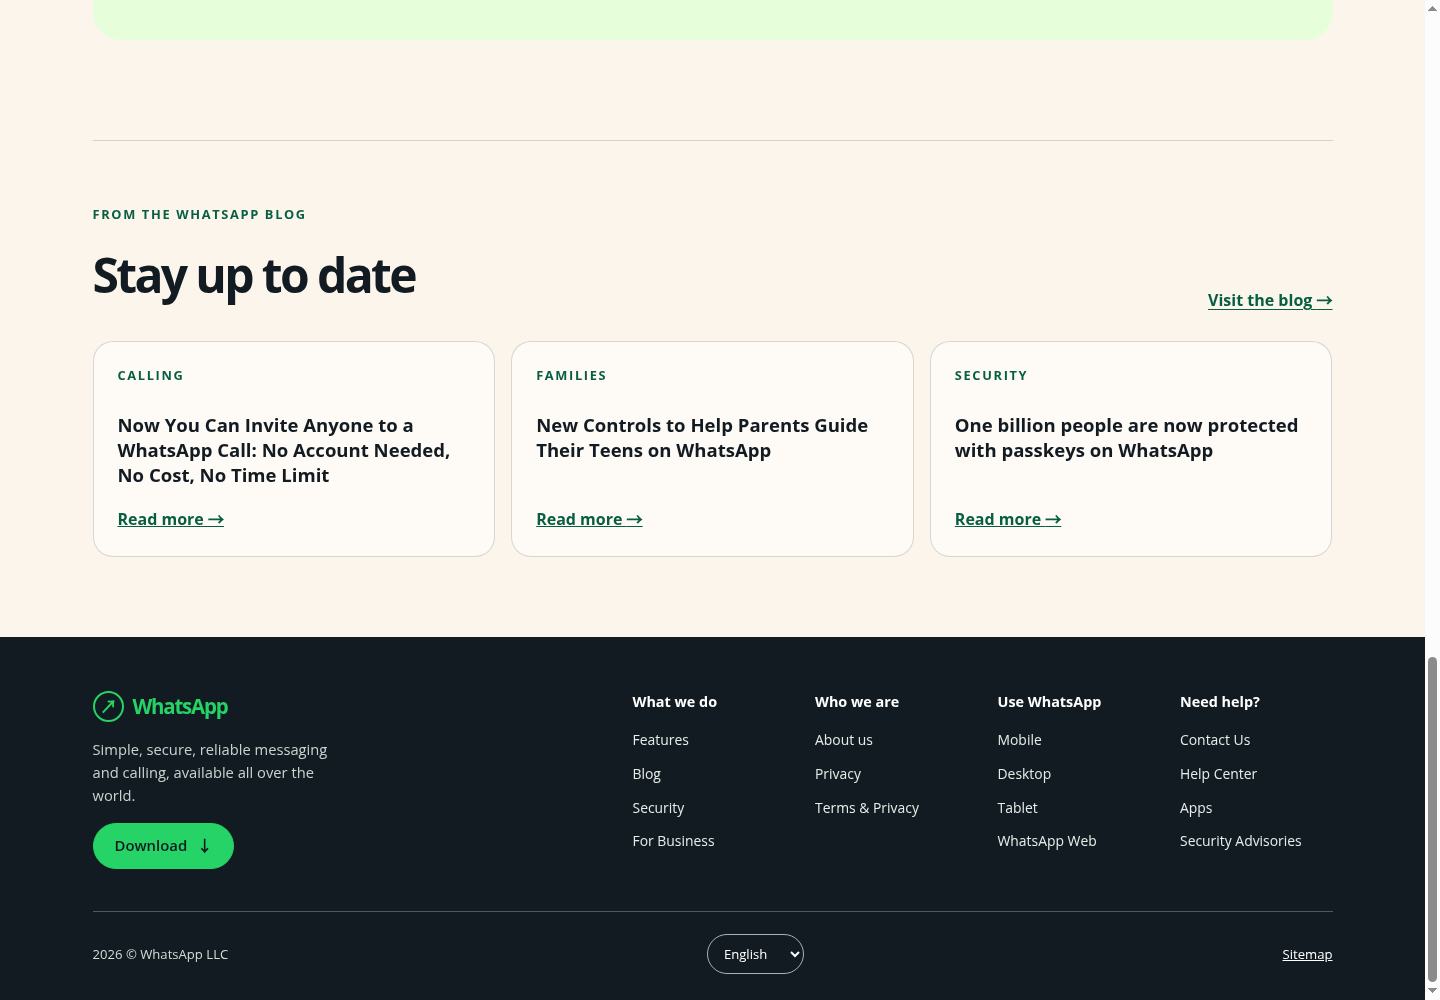 FROM THE WHATSAPP BLOG
Stay up to date
Visit the blog →
CALLING
Now You Can Invite Anyone to a
WhatsApp Call: No Account Needed,
No Cost, No Time Limit
Read more →
FAMILIES
New Controls to Help Parents Guide
Their Teens on WhatsApp
Read more →
SECURITY
One billion people are now protected
with passkeys on WhatsApp
Read more →
WhatsApp
Simple, secure, reliable messaging
and calling, available all over the
world.
Download ↓
What we do
Features
Blog
Security
For Business
Who we are
About us
Privacy
Terms & Privacy
Use WhatsApp
Mobile
Desktop
Tablet
WhatsApp Web
Need help?
Contact Us
Help Center
Apps
Security Advisories
2026 © WhatsApp LLC
English
Sitemap